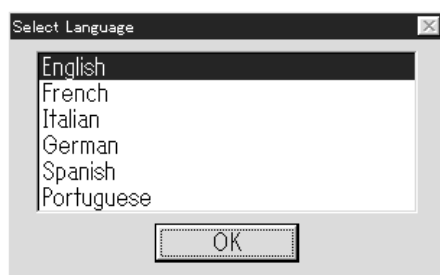 Select Language
English
French
Italian
German
Spanish
Portuguese
OK